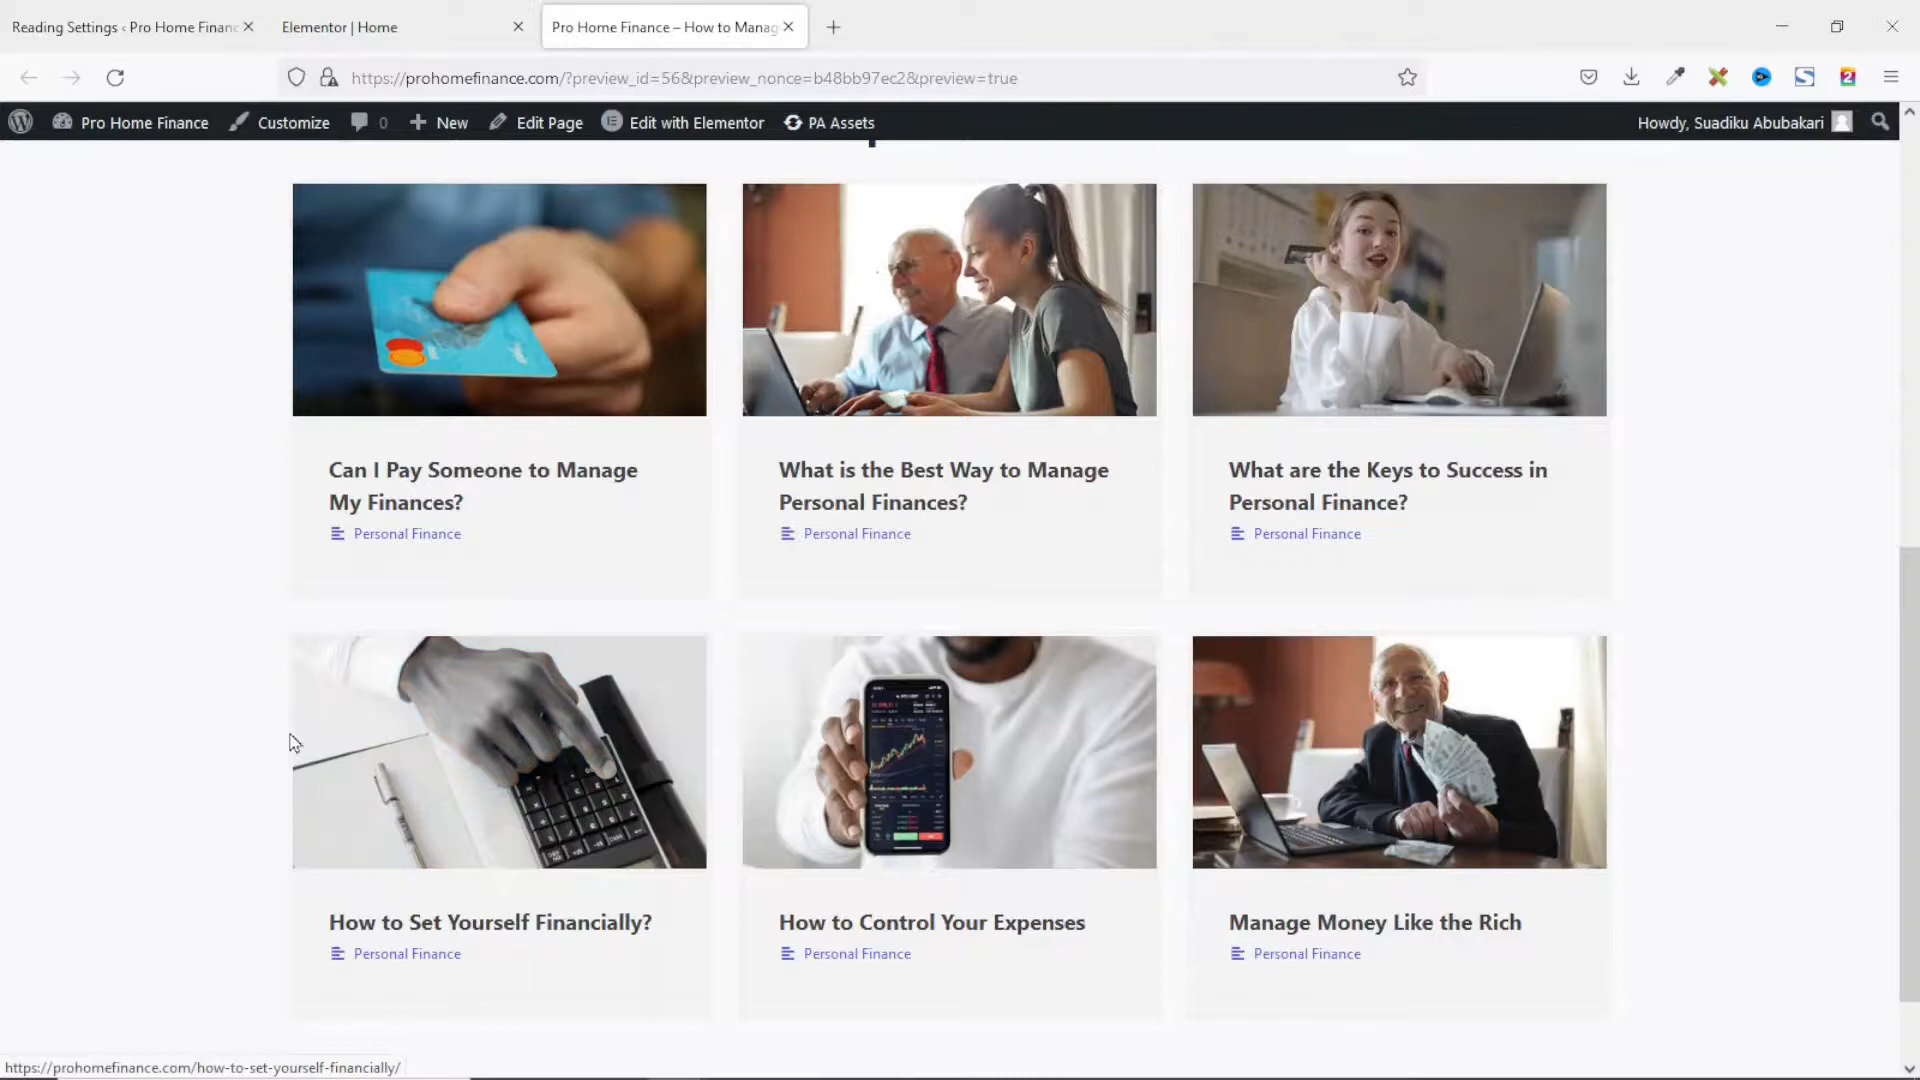 Reading Settings ‹ Pro Home Financ
Elementor | Home
Pro Home Finance – How to Manag
https://prohomefinance.com/?preview_id=56&preview_nonce=b48bb97ec2&preview=true
2
Pro Home Finance
Customize
0
New
Edit Page
Edit with Elementor
PA Assets
Howdy, Suadiku Abubakari
Can I Pay Someone to Manage
My Finances?
Personal Finance
What is the Best Way to Manage
Personal Finances?
Personal Finance
What are the Keys to Success in
Personal Finance?
Personal Finance
How to Set Yourself Financially?
Personal Finance
How to Control Your Expenses
Personal Finance
Manage Money Like the Rich
Personal Finance
https://prohomefinance.com/how-to-set-yourself-financially/